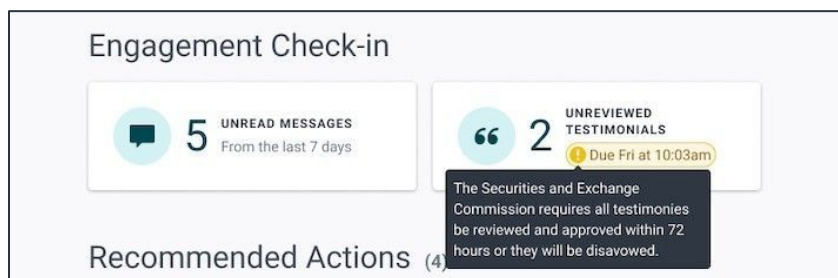 Engagement Check-in
5 UNREAD MESSAGES
From the last 7 days
2 UNREVIEWED
TESTIMONIALS
Due Fri at 10:03am
The Securities and Exchange
Commission requires all testimonies
be reviewed and approved within 72
hours or they will be disavowed.
Recommended Actions (4)